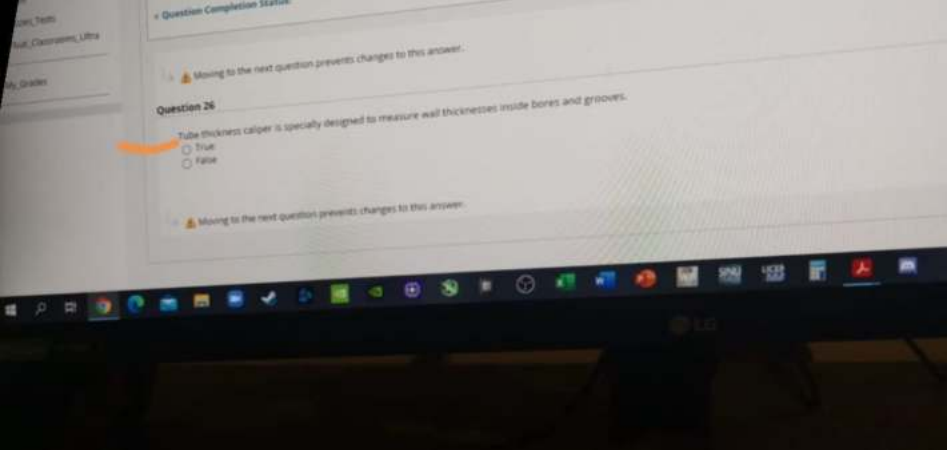 My_Grades
« Question Completion Status:
Moving to the next question prevents changes to this answer.
Question 26
Tube thickness caliper is specially designed to measure wall thicknesses inside bores and grooves.
True
False
Moving to the next question prevents changes to this answer.
LG